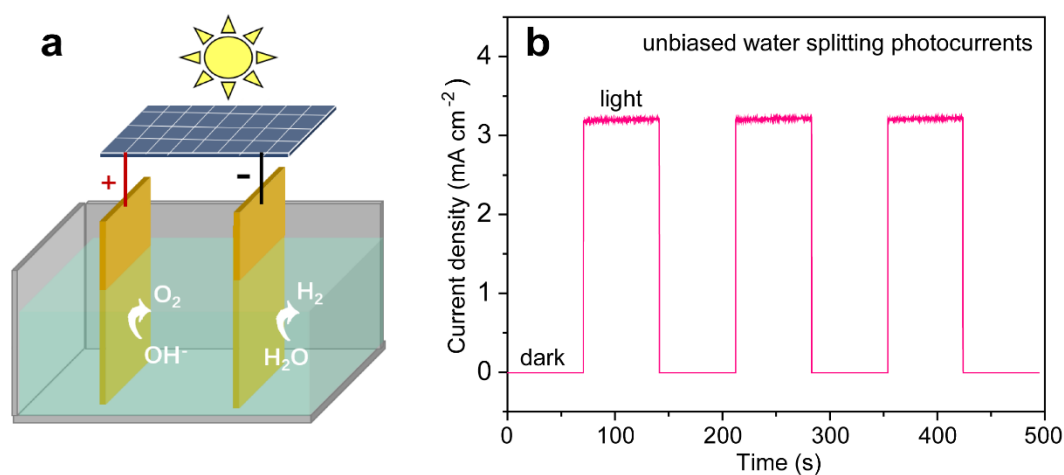 a
+
-
O₂
OH⁻
H₂
H₂O
b
unbiased water splitting photocurrents
light
dark
Current density (mA cm⁻²)
4
3
2
1
0
0
100
200
300
400
500
Time (s)